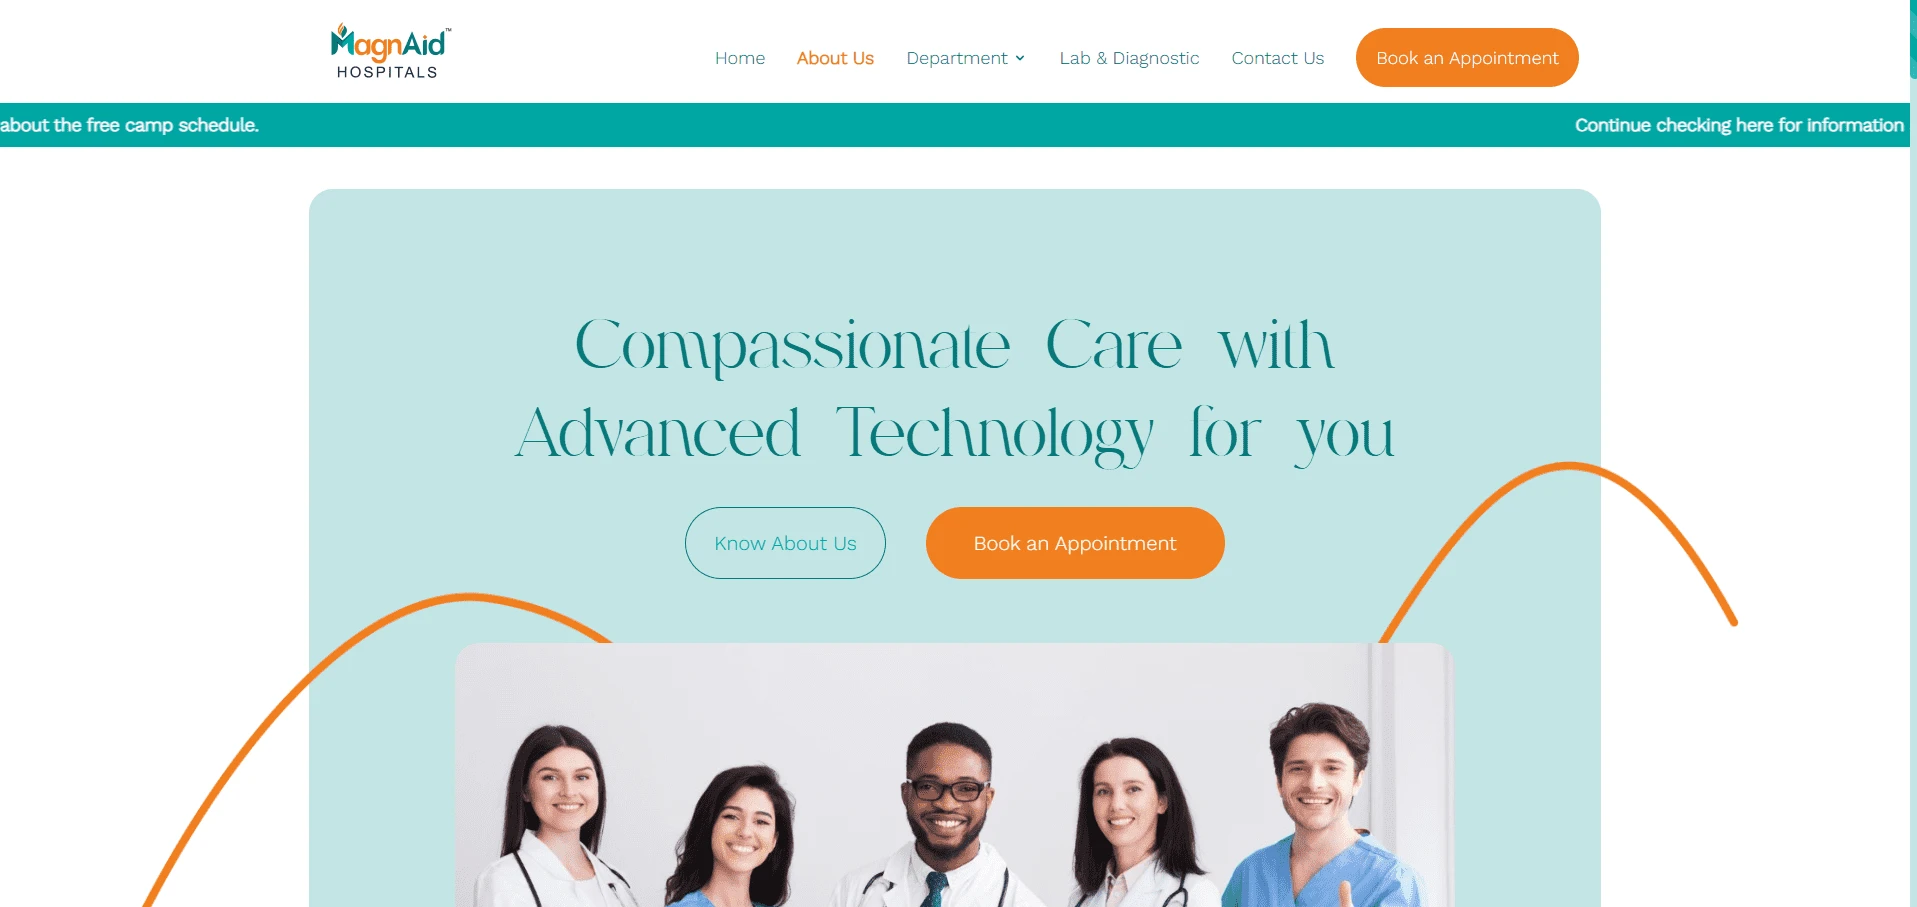 MagnAid™
HOSPITALS
Home About Us Department Lab & Diagnostic Contact Us Book an Appointment
about the free camp schedule. Continue checking here for information
Compassionate Care with
Advanced Technology for you
Know About Us Book an Appointment